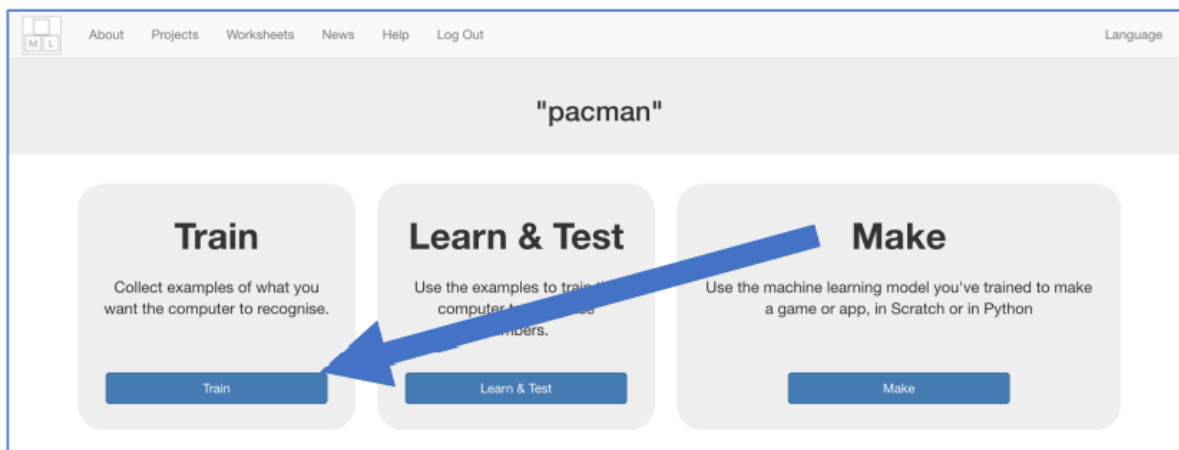 M L
About Projects Worksheets News Help Log Out Language
"pacman"
Train
Collect examples of what you
want the computer to recognise.
Train
Learn & Test
Use the examples to train
computer
Learn & Test
Make
Use the machine learning model you've trained to make
a game or app, in Scratch or in Python
Make